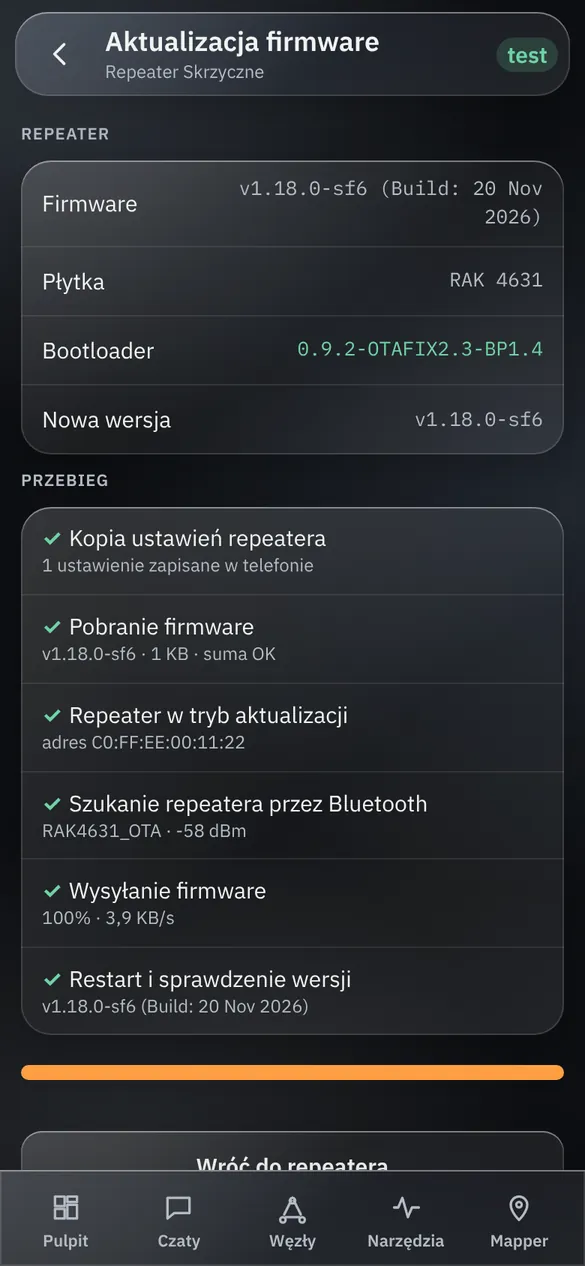 Aktualizacja firmware
Repeater Skrzyczne
test
REPEATER
Firmware
v1.18.0-sf6 (Build: 20 Nov
2026)
Płytka
RAK 4631
Bootloader
0.9.2-OTAFIX2.3-BP1.4
Nowa wersja
v1.18.0-sf6
PRZEBIEG
Kopia ustawień repeatera
1 ustawienie zapisane w telefonie
Pobranie firmware
v1.18.0-sf6 · 1 KB · suma OK
Repeater w tryb aktualizacji
adres C0:FF:EE:00:11:22
Szukanie repeatera przez Bluetooth
RAK4631_OTA · -58 dBm
Wysyłanie firmware
100% · 3,9 KB/s
Restart i sprawdzenie wersji
v1.18.0-sf6 (Build: 20 Nov 2026)
Wróć do repeatera
Pulpit
Czaty
Węzły
Narzędzia
Mapper